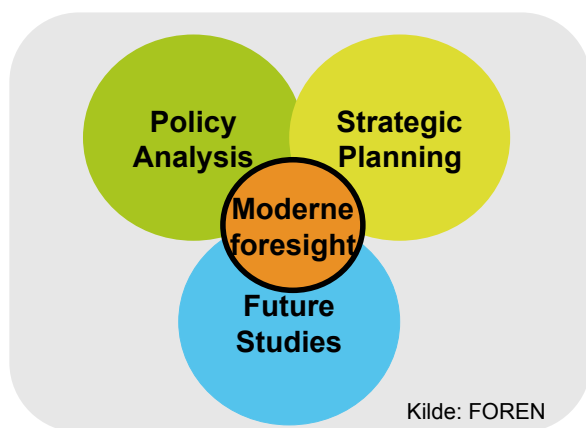 Policy
Analysis
Strategic
Planning
Moderne
foresight
Future
Studies
Kilde: FOREN